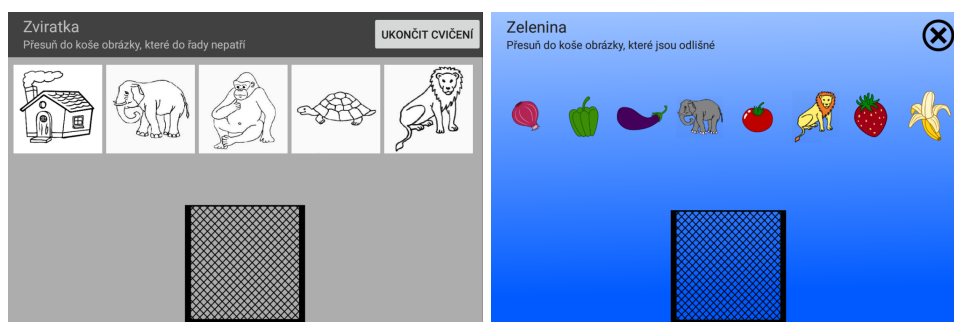 Zviratka
Přesuň do koše obrázky, které do řady nepatří
UKONČIT CVIČENÍ
Zelenina
Přesuň do koše obrázky, které jsou odlišné